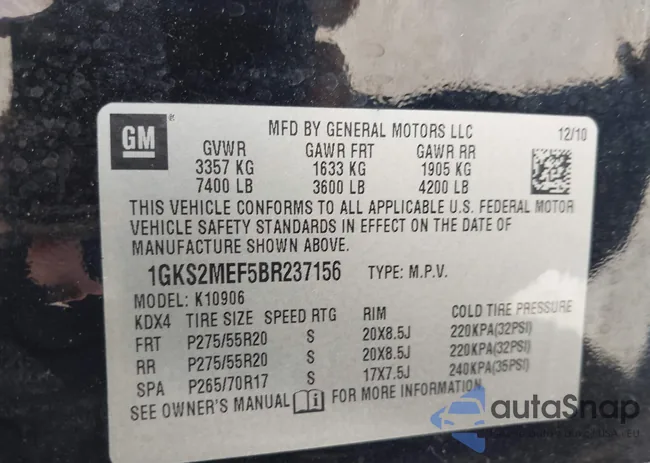 GM
MFD BY GENERAL MOTORS LLC 12/10
GVWR GAWR FRT GAWR RR
3357 KG 1633 KG 1905 KG
7400 LB 3600 LB 4200 LB
THIS VEHICLE CONFORMS TO ALL APPLICABLE U.S. FEDERAL MOTOR
VEHICLE SAFETY STANDARDS IN EFFECT ON THE DATE OF
MANUFACTURE SHOWN ABOVE.
1GKS2MEF5BR237156 TYPE: M.P.V.
MODEL: K10906
KDX4 TIRE SIZE SPEED RTG RIM COLD TIRE PRESSURE
FRT P275/55R20 S 20X8.5J 220KPA(32PSI)
RR P275/55R20 S 20X8.5J 220KPA(32PSI)
SPA P265/70R17 S 17X7.5J 240KPA(35PSI)
SEE OWNER'S MANUAL FOR MORE INFORMATION.
autoSnap